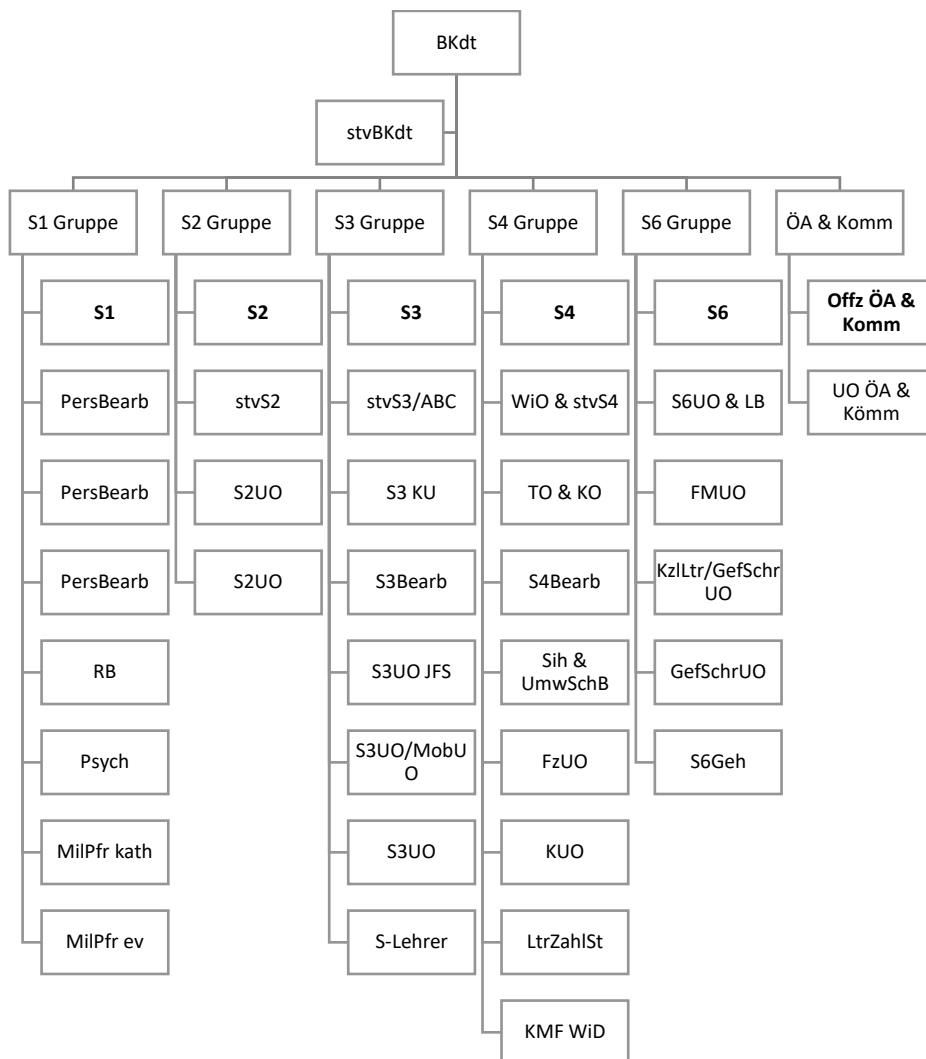 BKdt
stvBKdt
S1 Gruppe
S2 Gruppe
S3 Gruppe
S4 Gruppe
S6 Gruppe
ÖA & Komm
S1
S2
S3
S4
S6
Offz ÖA &
Komm
PersBearb
stvS2
stvS3/ABC
WiO & stvS4
S6UO & LB
UO ÖA &
Kömm
PersBearb
S2UO
S3 KU
TO & KO
FMUO
PersBearb
S2UO
S3Bearb
S4Bearb
KzlLtr/GefSchr
UO
RB
S3UO JFS
Sih &
UmwSchB
GefSchrUO
Psych
S3UO/MobU
O
FzUO
S6Geh
MilPfr kath
S3UO
KUO
MilPfr ev
S-Lehrer
LtrZahlSt
KMF WiD